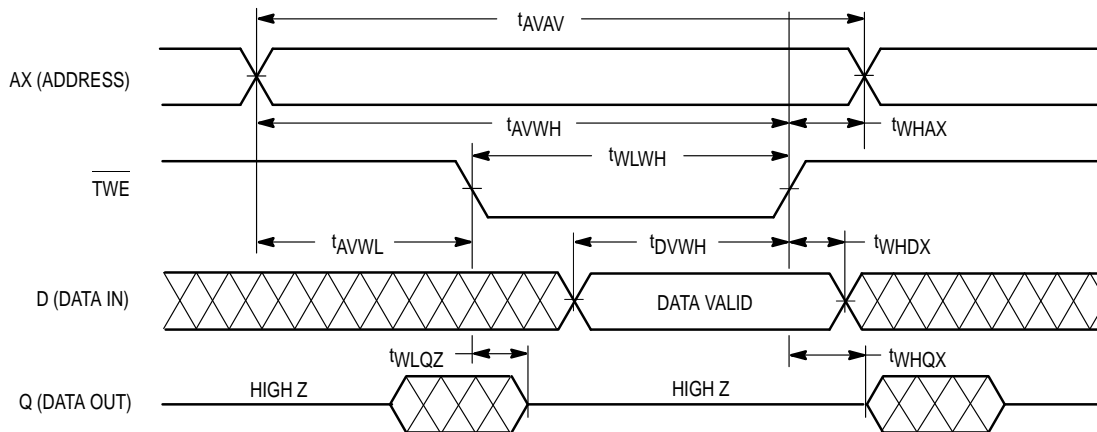 tAVAV
AX (ADDRESS)
tAVWH
tWHAX
tWLWH
TWE
tAVWL
tDVWH
tWHDX
D (DATA IN)
DATA VALID
tWLQZ
tWHQX
HIGH Z
HIGH Z
Q (DATA OUT)